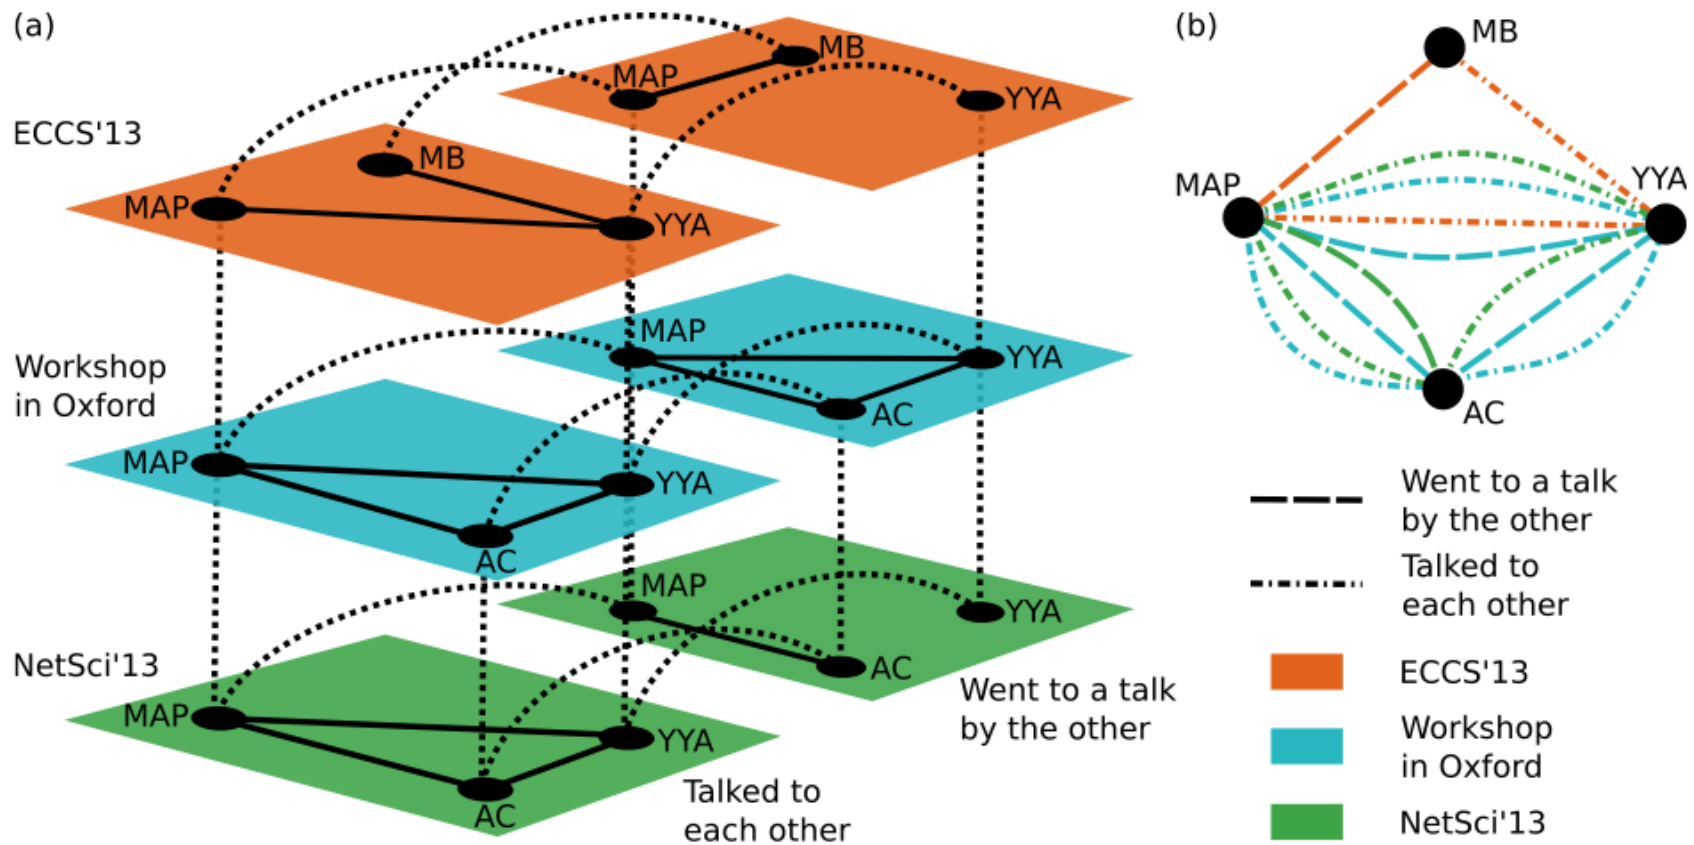 (a)
MB
MAP
YYA
ECCS'13
MB
MAP
YYA
MAP
YYA
AC
Workshop
in Oxford
MAP
YYA
AC
MAP
YYA
AC
NetSci'13
MAP
YYA
AC
Went to a talk
by the other
Talked to
each other
(b)
MB
MAP
YYA
AC
Went to a talk
by the other
Talked to
each other
ECCS'13
Workshop
in Oxford
NetSci'13